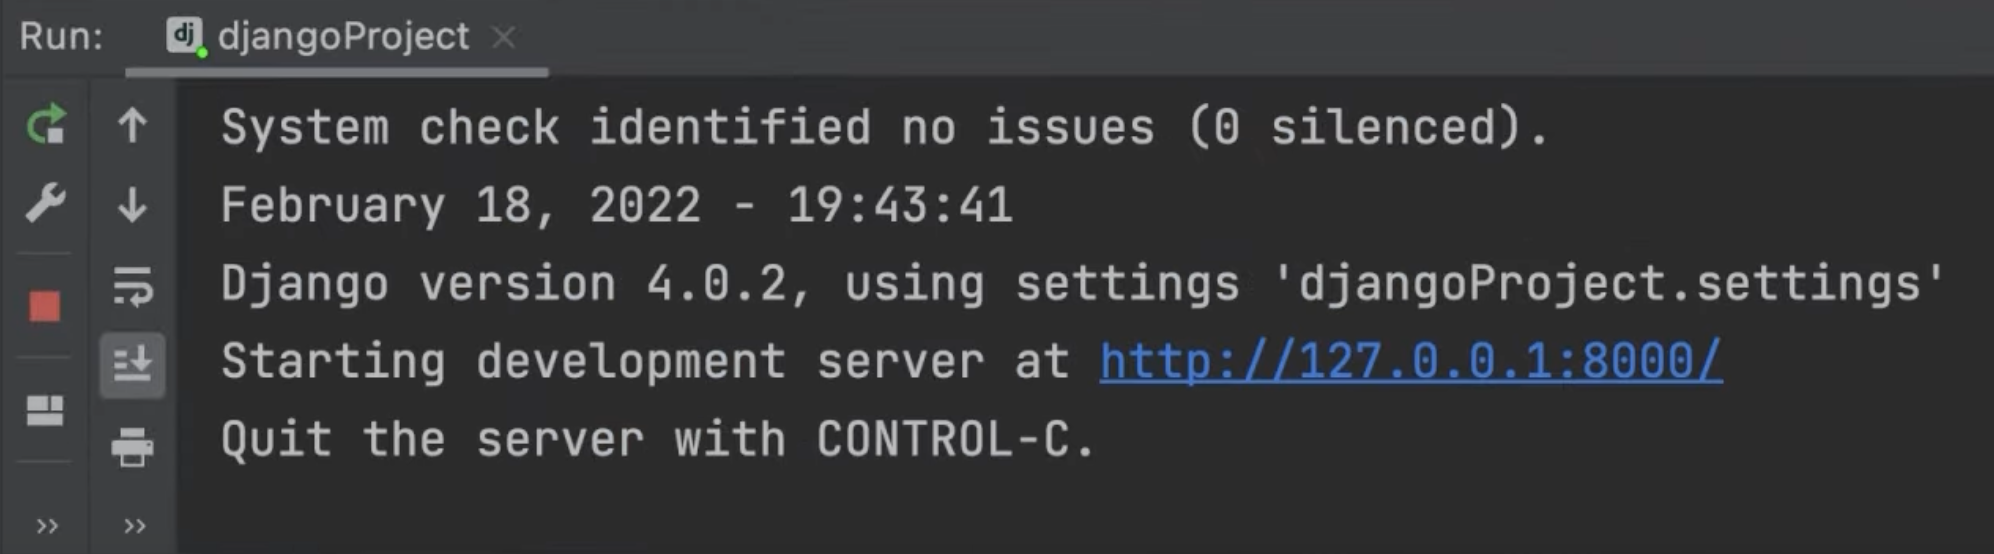 Run: dj djangoProject
System check identified no issues (0 silenced).
February 18, 2022 - 19:43:41
Django version 4.0.2, using settings 'djangoProject.settings'
Starting development server at http://127.0.0.1:8000/
Quit the server with CONTROL-C.